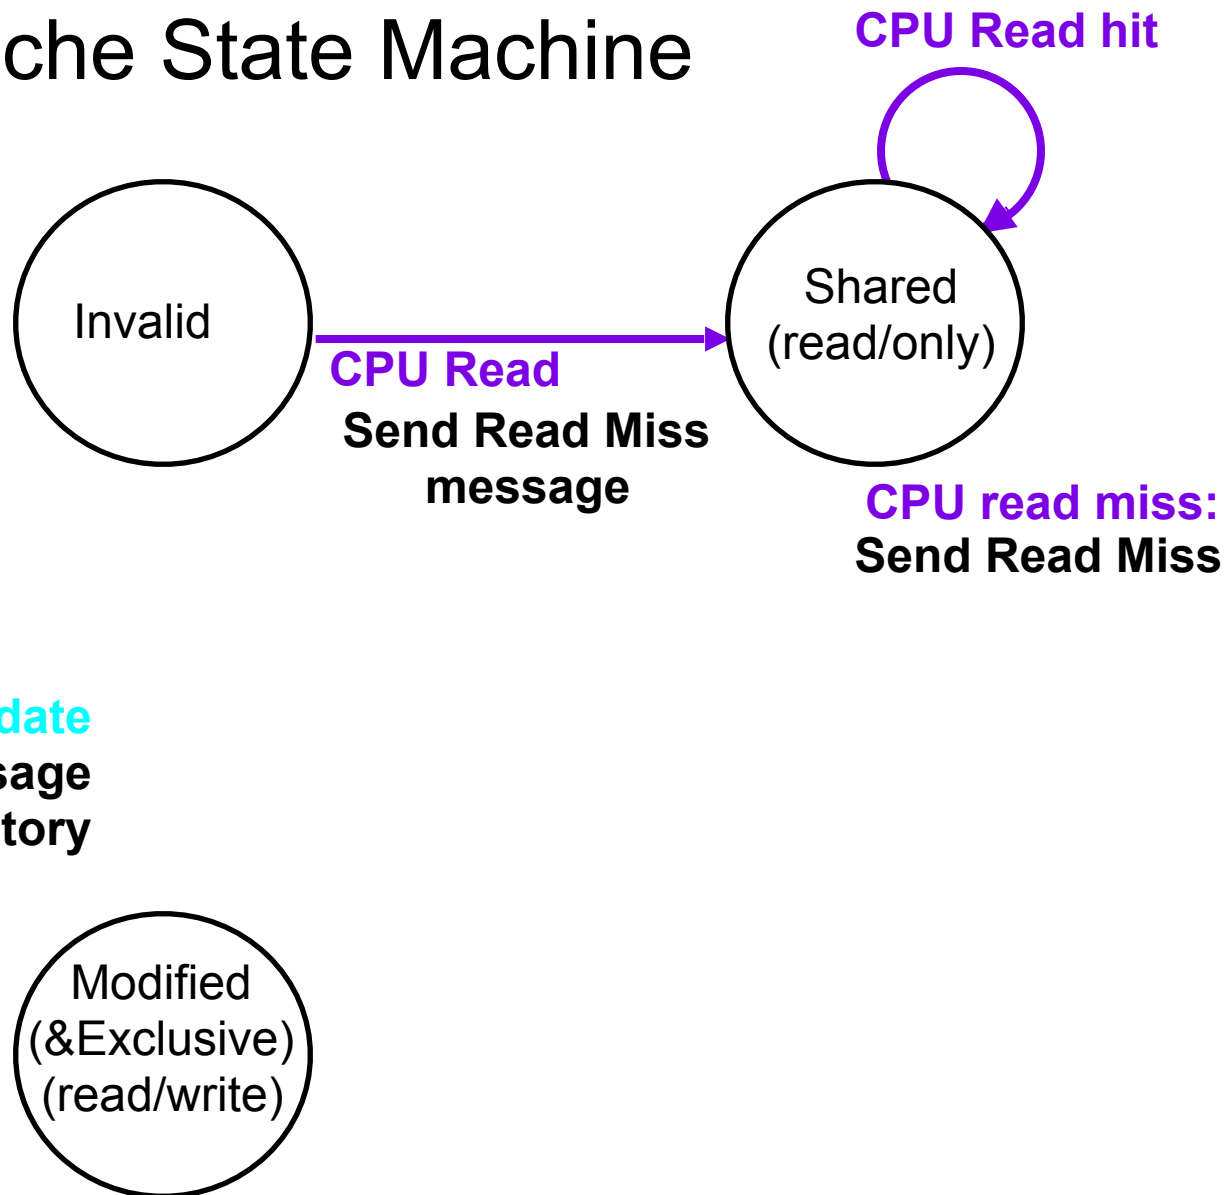 che State Machine
CPU Read hit
Invalid
Shared
(read/only)
CPU Read
Send Read Miss
message
CPU read miss:
Send Read Miss
date
sage
tory
Modified
(&Exclusive)
(read/write)